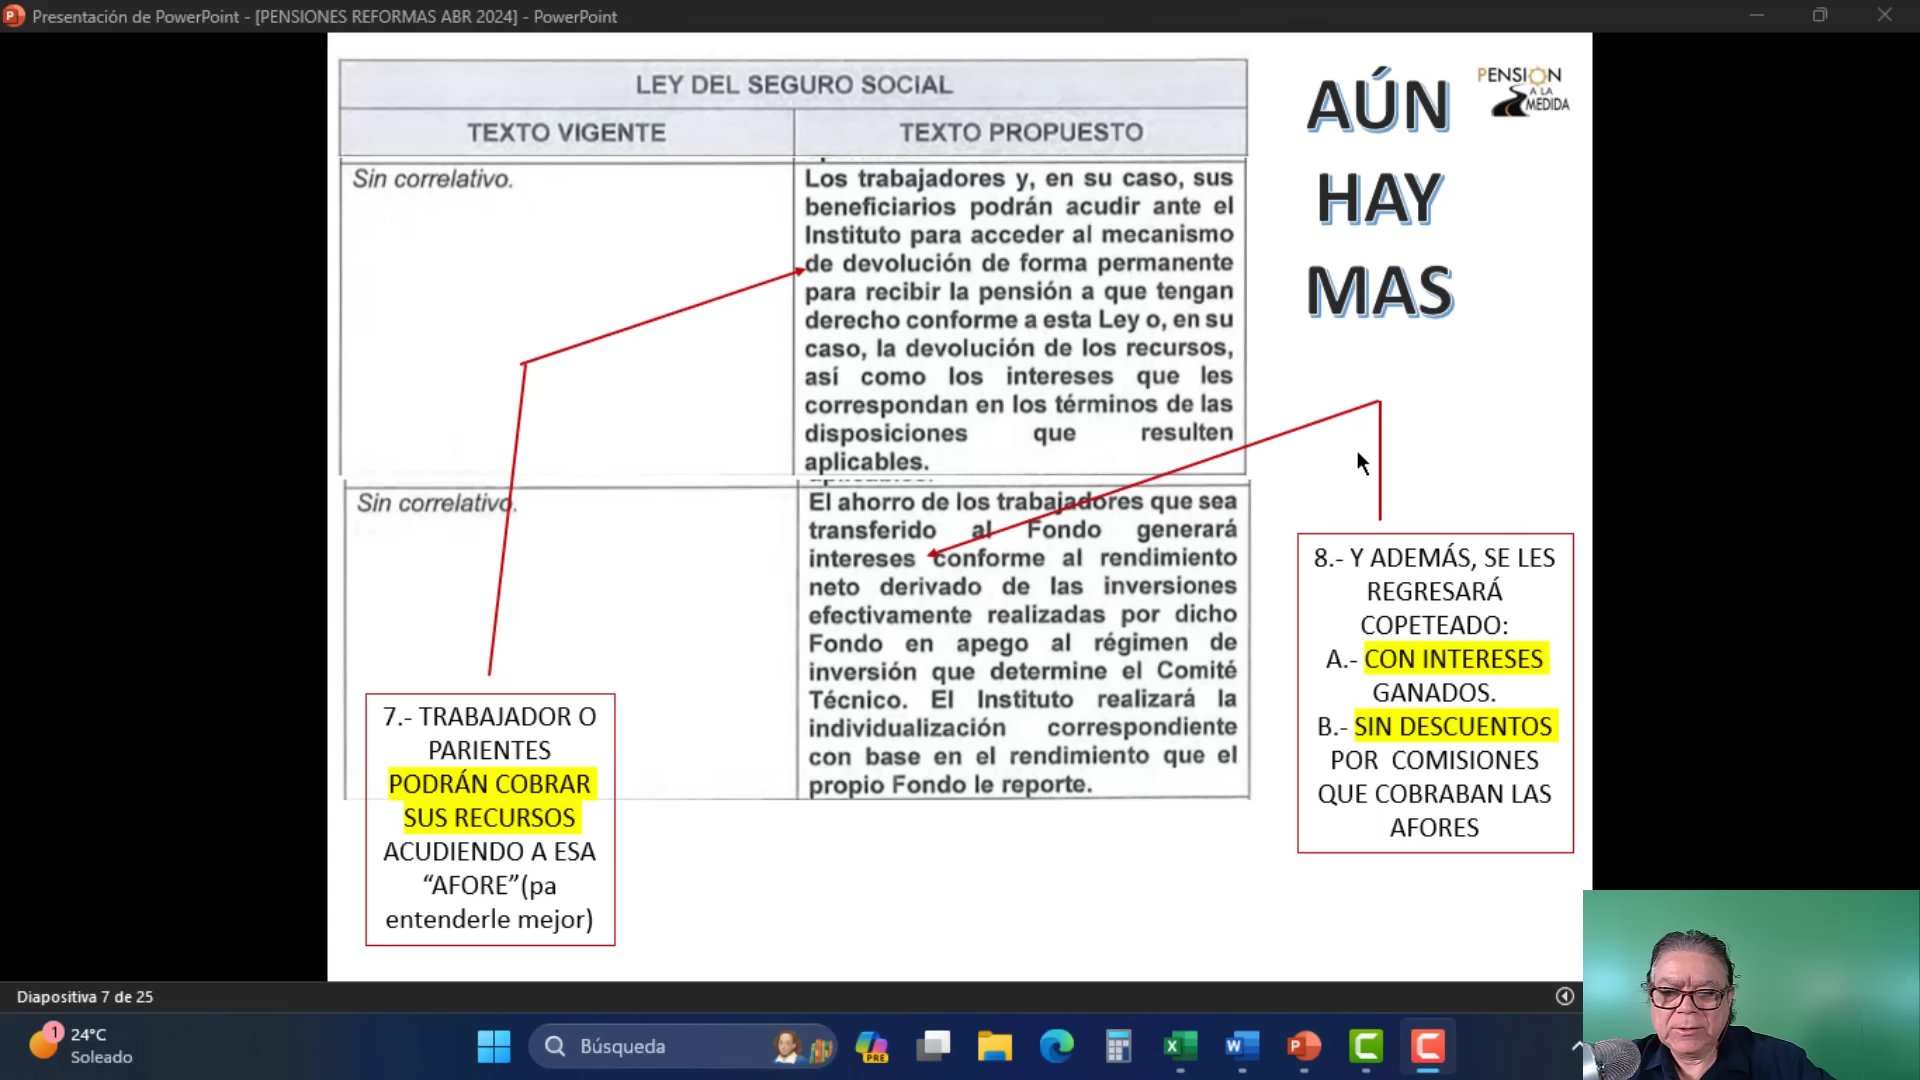 Presentación de PowerPoint - [PENSIONES REFORMAS ABR 2024] - PowerPoint
LEY DEL SEGURO SOCIAL
TEXTO VIGENTE
TEXTO PROPUESTO
Sin correlativo.
Los trabajadores y, en su caso, sus
beneficiarios podrán acudir ante el
Instituto para acceder al mecanismo
de devolución de forma permanente
para recibir la pensión a que tengan
derecho conforme a esta Ley o, en su
caso, la devolución de los recursos,
así como los intereses que les
correspondan en los términos de las
disposiciones que resulten
aplicables.
Sin correlativo.
El ahorro de los trabajadores que sea
transferido al Fondo generará
intereses conforme al rendimiento
neto derivado de las inversiones
efectivamente realizadas por dicho
Fondo en apego al régimen de
inversión que determine el Comité
Técnico. El Instituto realizará la
individualización correspondiente
con base en el rendimiento que el
propio Fondo le reporte.
AÚN
HAY
MAS
PENSION
A LA
MEDIDA
7.- TRABAJADOR O
PARIENTES
PODRÁN COBRAR
SUS RECURSOS
ACUDIENDO A ESA
“AFORE”(pa
entenderle mejor)
8.- Y ADEMÁS, SE LES
REGRESARÁ
COPETEADO:
A.- CON INTERESES
GANADOS.
B.- SIN DESCUENTOS
POR COMISIONES
QUE COBRABAN LAS
AFORES
Diapositiva 7 de 25
1
24°C
Soleado
Búsqueda
PRE